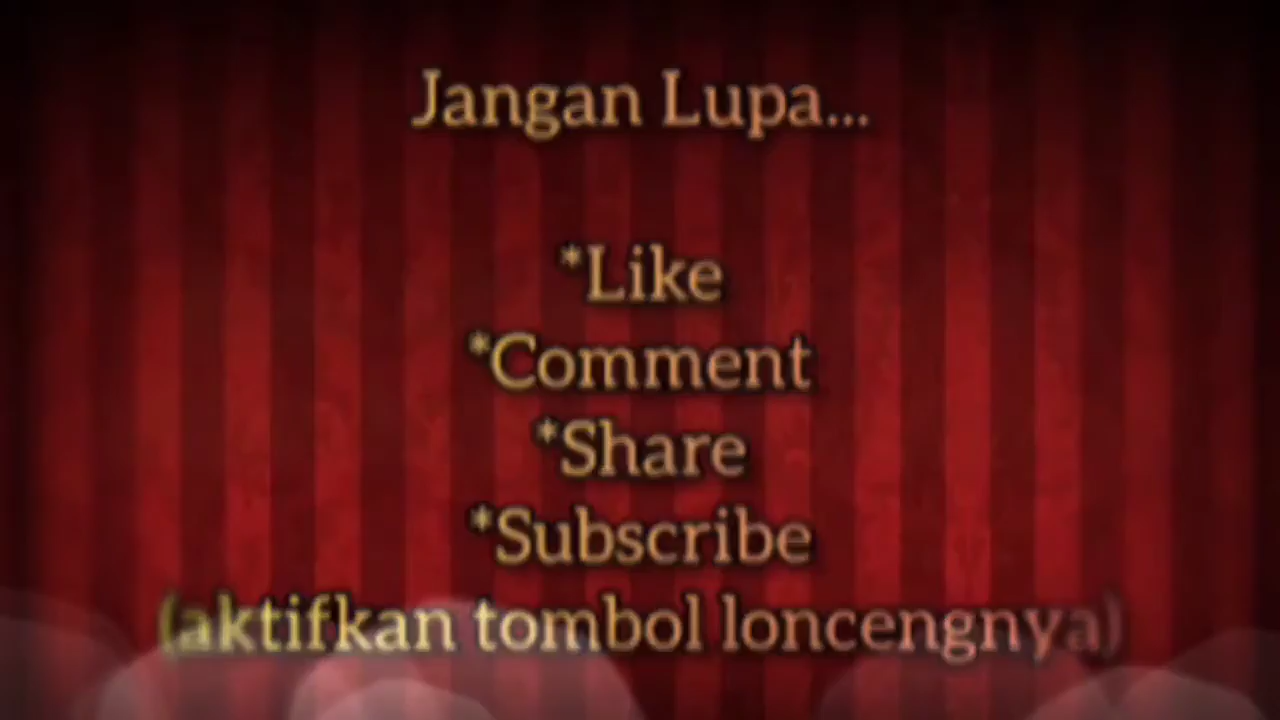 Jangan Lupa...
*Like
*Comment
*Share
*Subscribe
(aktifkan tombol loncengnya)